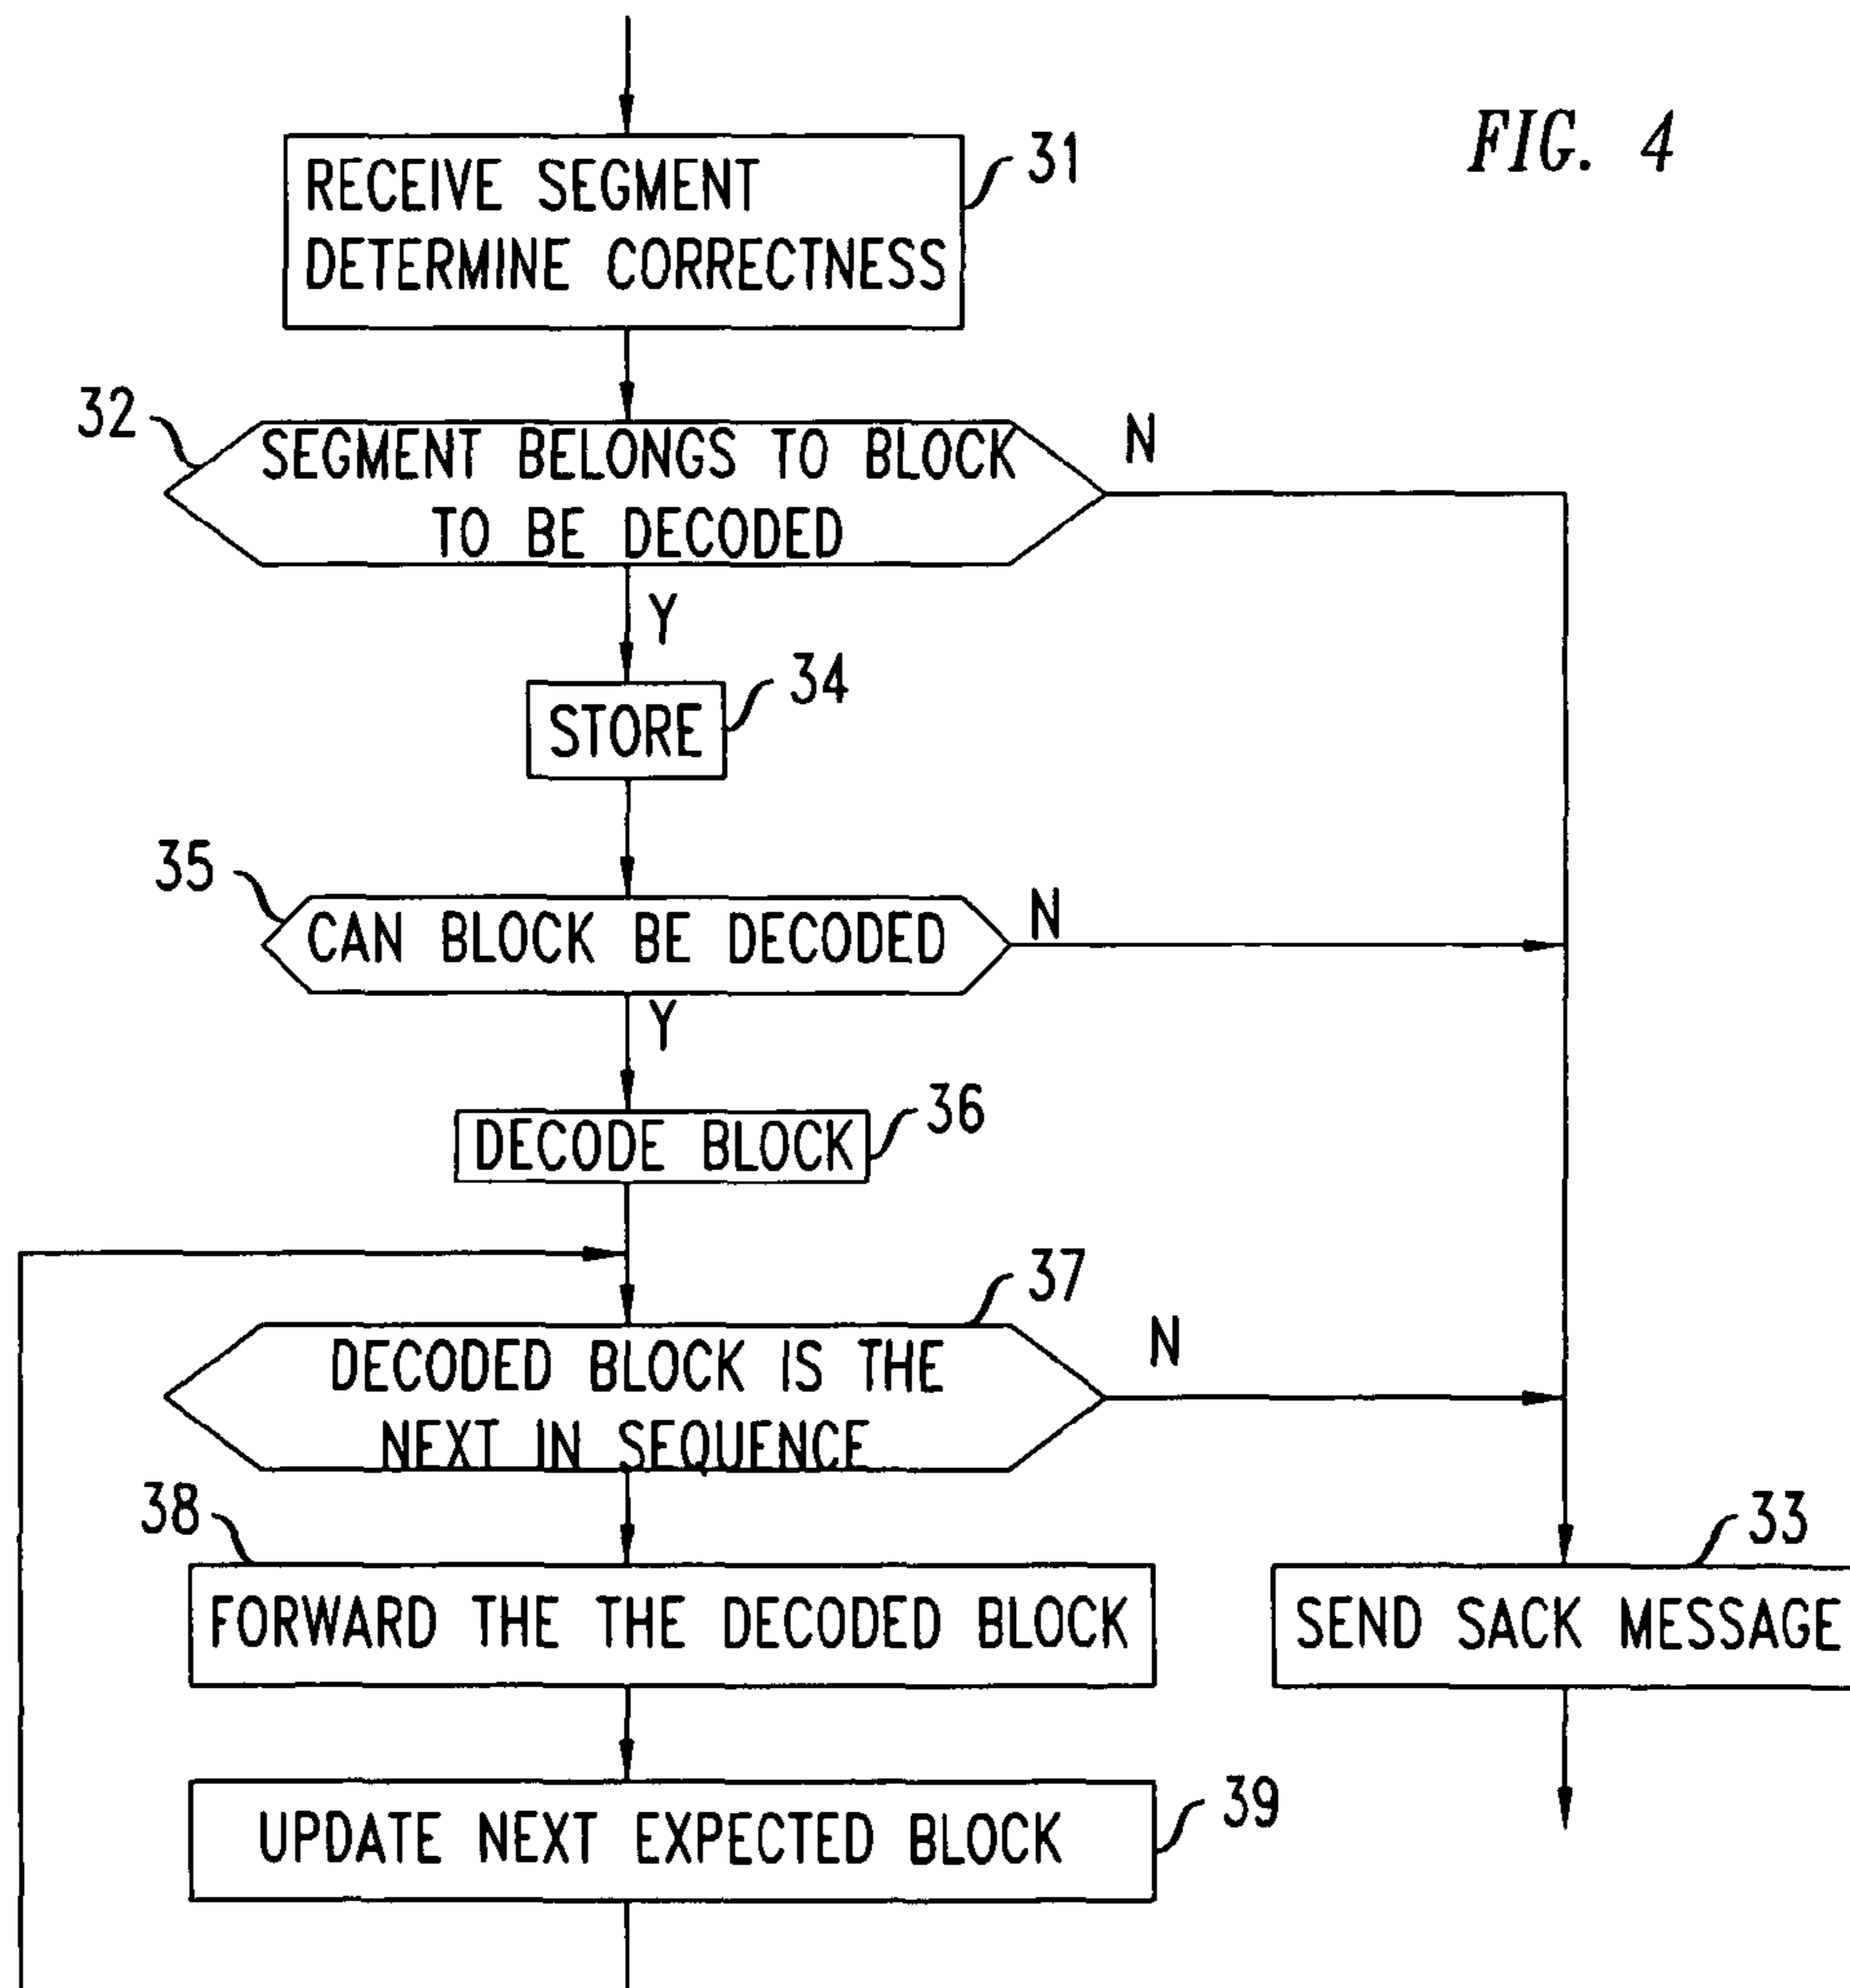 FIG. 4
31
RECEIVE SEGMENT
DETERMINE CORRECTNESS
32
SEGMENT BELONGS TO BLOCK
TO BE DECODED
N
Y
34
STORE
35
CAN BLOCK BE DECODED
N
Y
36
DECODE BLOCK
37
DECODED BLOCK IS THE
NEXT IN SEQUENCE
N
38
FORWARD THE THE DECODED BLOCK
33
SEND SACK MESSAGE
39
UPDATE NEXT EXPECTED BLOCK